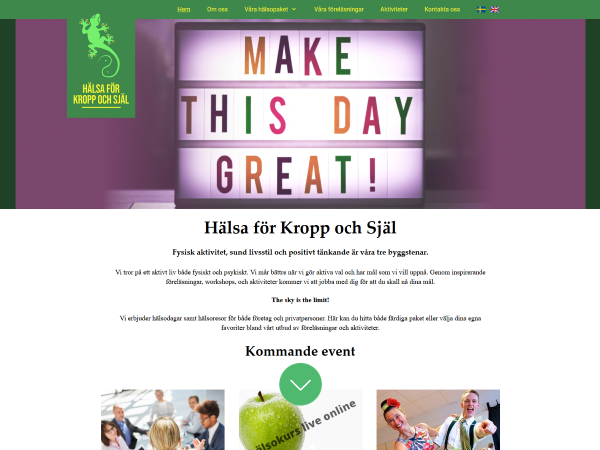 Hem Om oss Våra hälsopaket Våra föreläsningar Aktiviteter Kontakta oss
HÄLSA FÖR
KROPP OCH SJÄL
MAKE
THIS DAY
GREAT!
Hälsa för Kropp och Själ
Fysisk aktivitet, sund livsstil och positivt tänkande är våra tre byggstenar.
Vi tror på ett aktivt liv både fysiskt och psykiskt. Vi mår bättre när vi gör aktiva val och har mål som vi vill uppnå. Genom inspirerande
föreläsningar, workshops, och aktiviteter kommer vi att jobba med dig för att du skall nå dina mål.
The sky is the limit!
Vi erbjuder hälsodagar samt hälsoresor för både företag och privatpersoner. Här kan du hitta både färdiga paket eller välja dina egna
favoriter bland vårt utbud av föreläsningar och aktiviteter.
Kommande event
älsokurs live online